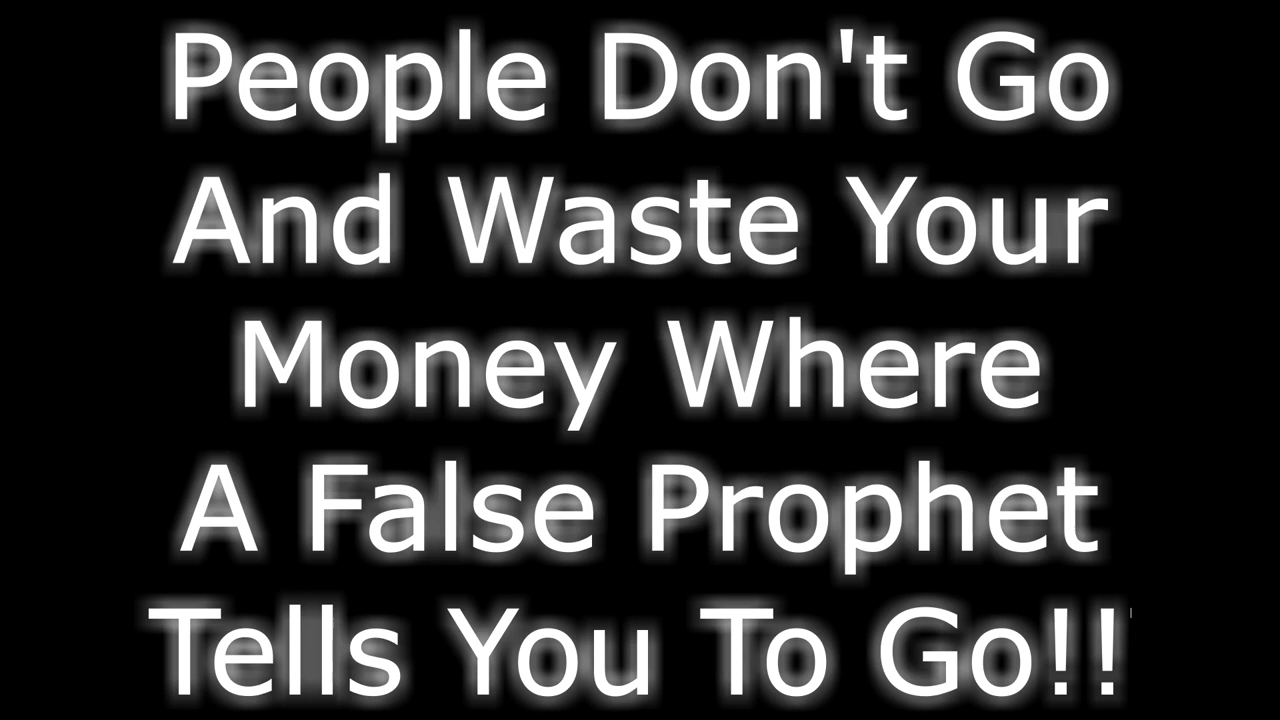 People Don't Go
And Waste Your
Money Where
A False Prophet
Tells You To Go!!